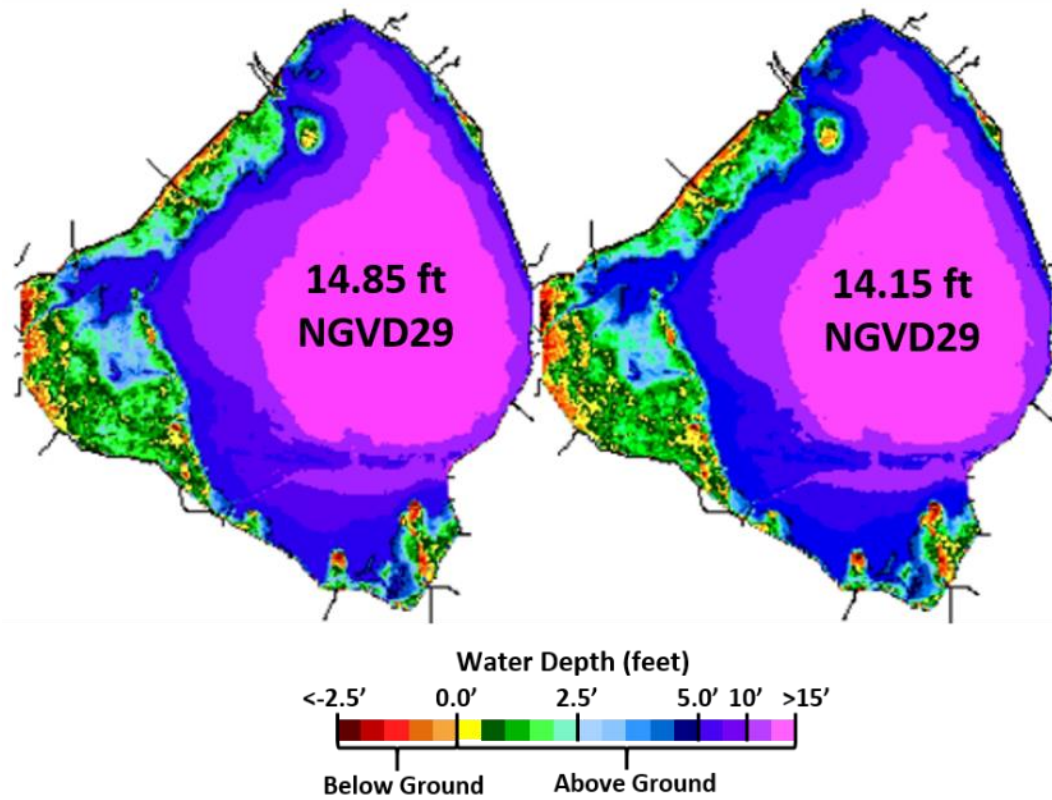 14.85 ft
NGVD29
14.15 ft
NGVD29
Water Depth (feet)
<-2.5’ 0.0’ 2.5’ 5.0’ 10’ >15’
Below Ground Above Ground